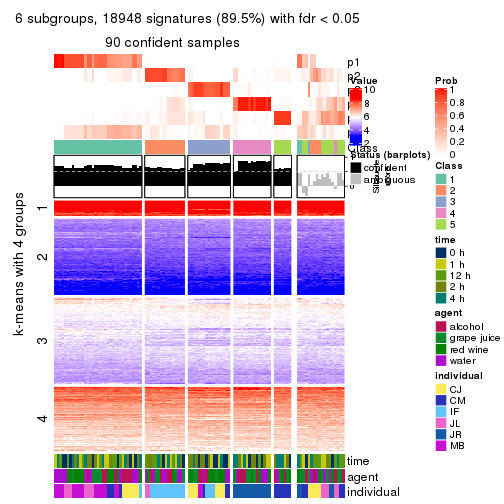 6 subgroups, 18948 signatures (89.5%) with fdr < 0.05
90 confident samples
p1
p2
Class
k-means with 4 groups
1
2
3
4
time
agent
individual
Value
10
8
6
4
2
Status (barplots)
confident
ambiguous
Prob
1
0.8
0.6
0.4
0.2
0
Class
1
2
3
4
5
time
0 h
1 h
12 h
2 h
4 h
agent
alcohol
grape juice
red wine
water
individual
CJ
CM
IF
JL
JR
MB